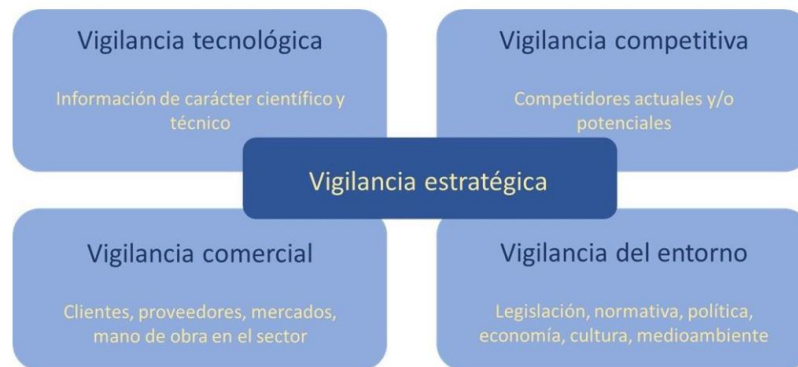 Vigilancia tecnológica
Información de carácter científico y
técnico
Vigilancia competitiva
Competidores actuales y/o
potenciales
Vigilancia estratégica
Vigilancia comercial
Clientes, proveedores, mercados,
mano de obra en el sector
Vigilancia del entorno
Legislación, normativa, política,
economía, cultura, medioambiente